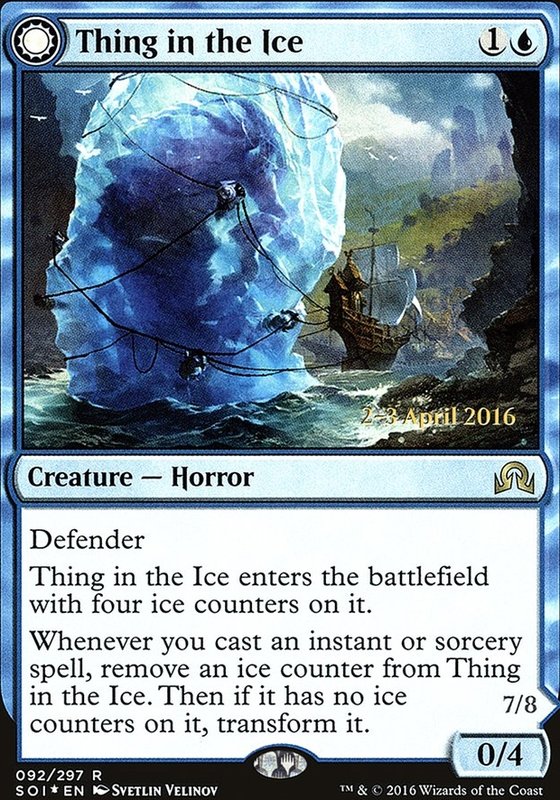 Thing in the Ice 1
2–3 April 2016
Creature — Horror
Defender
Thing in the Ice enters the battlefield
with four ice counters on it.
Whenever you cast an instant or sorcery
spell, remove an ice counter from Thing
in the Ice. Then if it has no ice
counters on it, transform it.
7/8
0/4
092/297 R
SOI★EN Svetlin Velinov
™ & © 2016 Wizards of the Coast